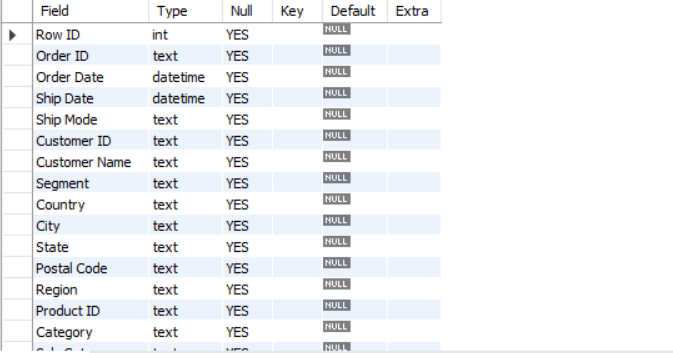 Field Type Null Key Default Extra
Row ID int YES NULL
Order ID text YES NULL
Order Date datetime YES NULL
Ship Date datetime YES NULL
Ship Mode text YES NULL
Customer ID text YES NULL
Customer Name text YES NULL
Segment text YES NULL
Country text YES NULL
City text YES NULL
State text YES NULL
Postal Code text YES NULL
Region text YES NULL
Product ID text YES NULL
Category text YES NULL
NULL